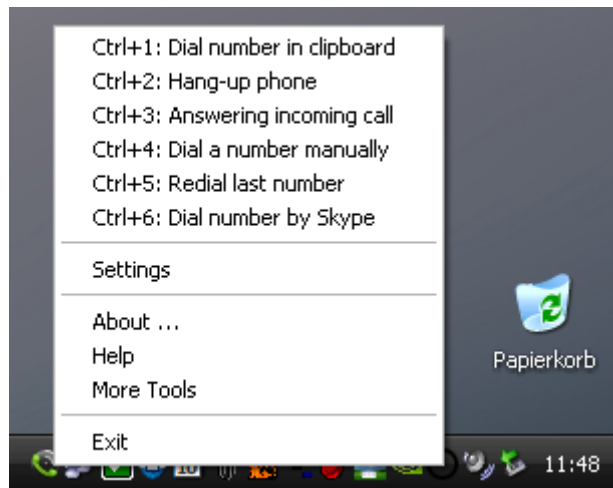 Ctrl+1: Dial number in clipboard
Ctrl+2: Hang-up phone
Ctrl+3: Answering incoming call
Ctrl+4: Dial a number manually
Ctrl+5: Redial last number
Ctrl+6: Dial number by Skype
Settings
About ...
Help
More Tools
Exit
Papierkorb
11:48